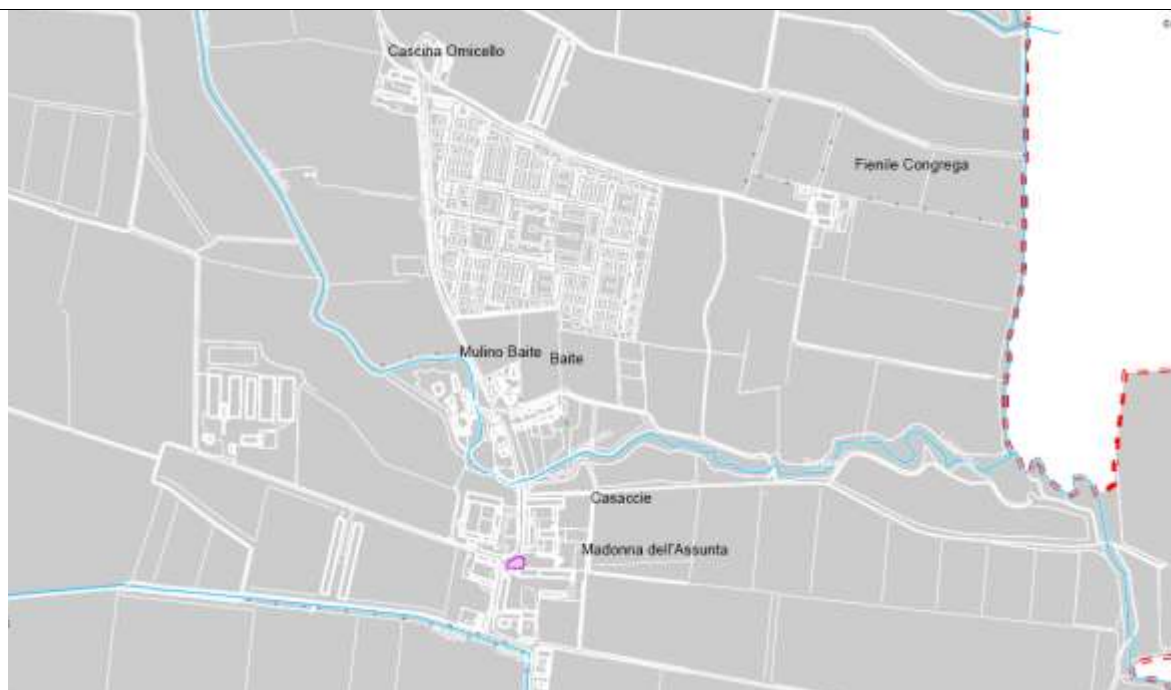 Cascina Omicello
Fienile Congrega
Mulino Baite
Baite
Casaccie
Madonna dell'Assunta